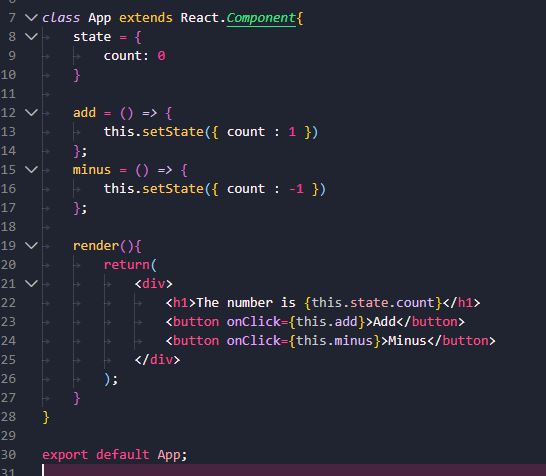 7 class App extends React.Component{
8 state = {
9 count: 0
10 }
11
12 add = () => {
13 this.setState({ count : 1 })
14 };
15 minus = () => {
16 this.setState({ count : -1 })
17 };
18
19 render(){
20 return(
21 <div>
22 <h1>The number is {this.state.count}</h1>
23 <button onClick={this.add}>Add</button>
24 <button onClick={this.minus}>Minus</button>
25 </div>
26 );
27 }
28 }
29
30 export default App;
31